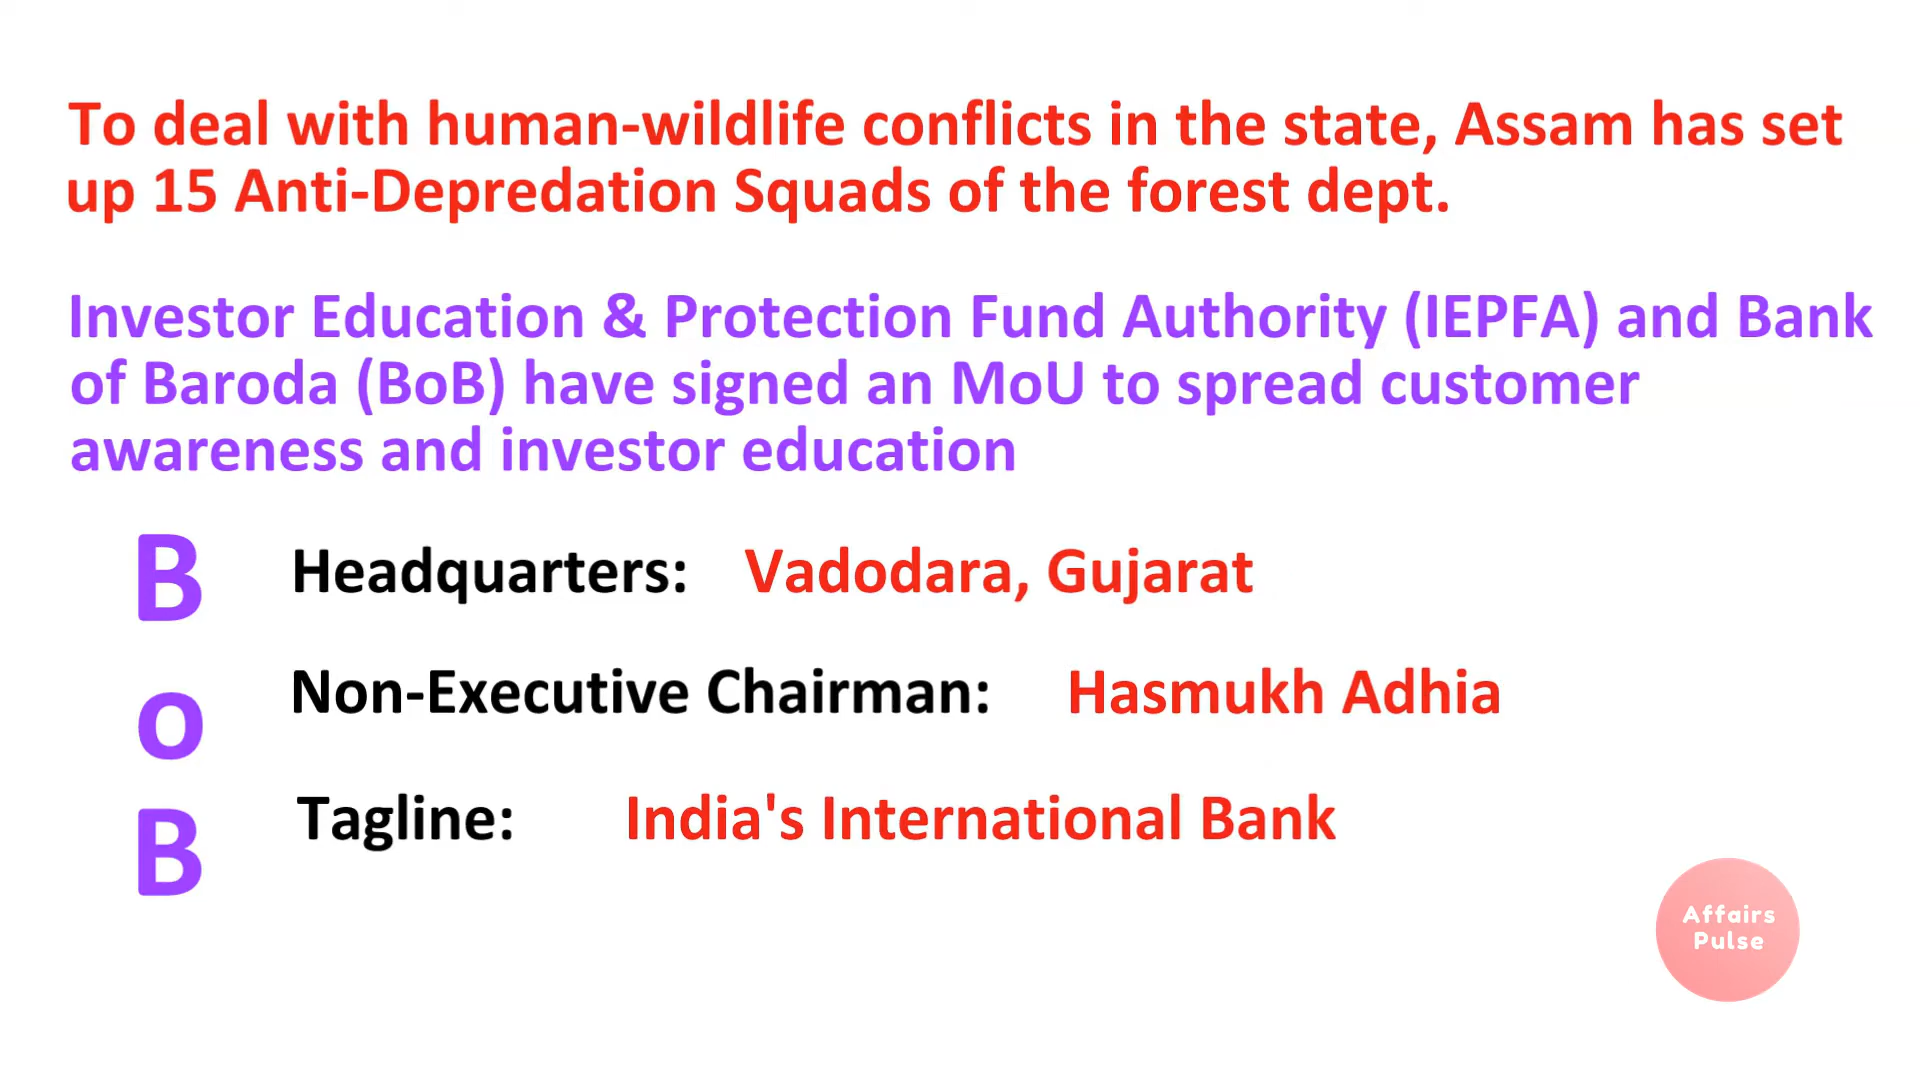 To deal with human-wildlife conflicts in the state, Assam has set
up 15 Anti-Depredation Squads of the forest dept.
Investor Education & Protection Fund Authority (IEPFA) and Bank
of Baroda (BoB) have signed an MoU to spread customer
awareness and investor education
B
Headquarters: Vadodara, Gujarat
o
Non-Executive Chairman: Hasmukh Adhia
B
Tagline: India's International Bank
Affairs
Pulse